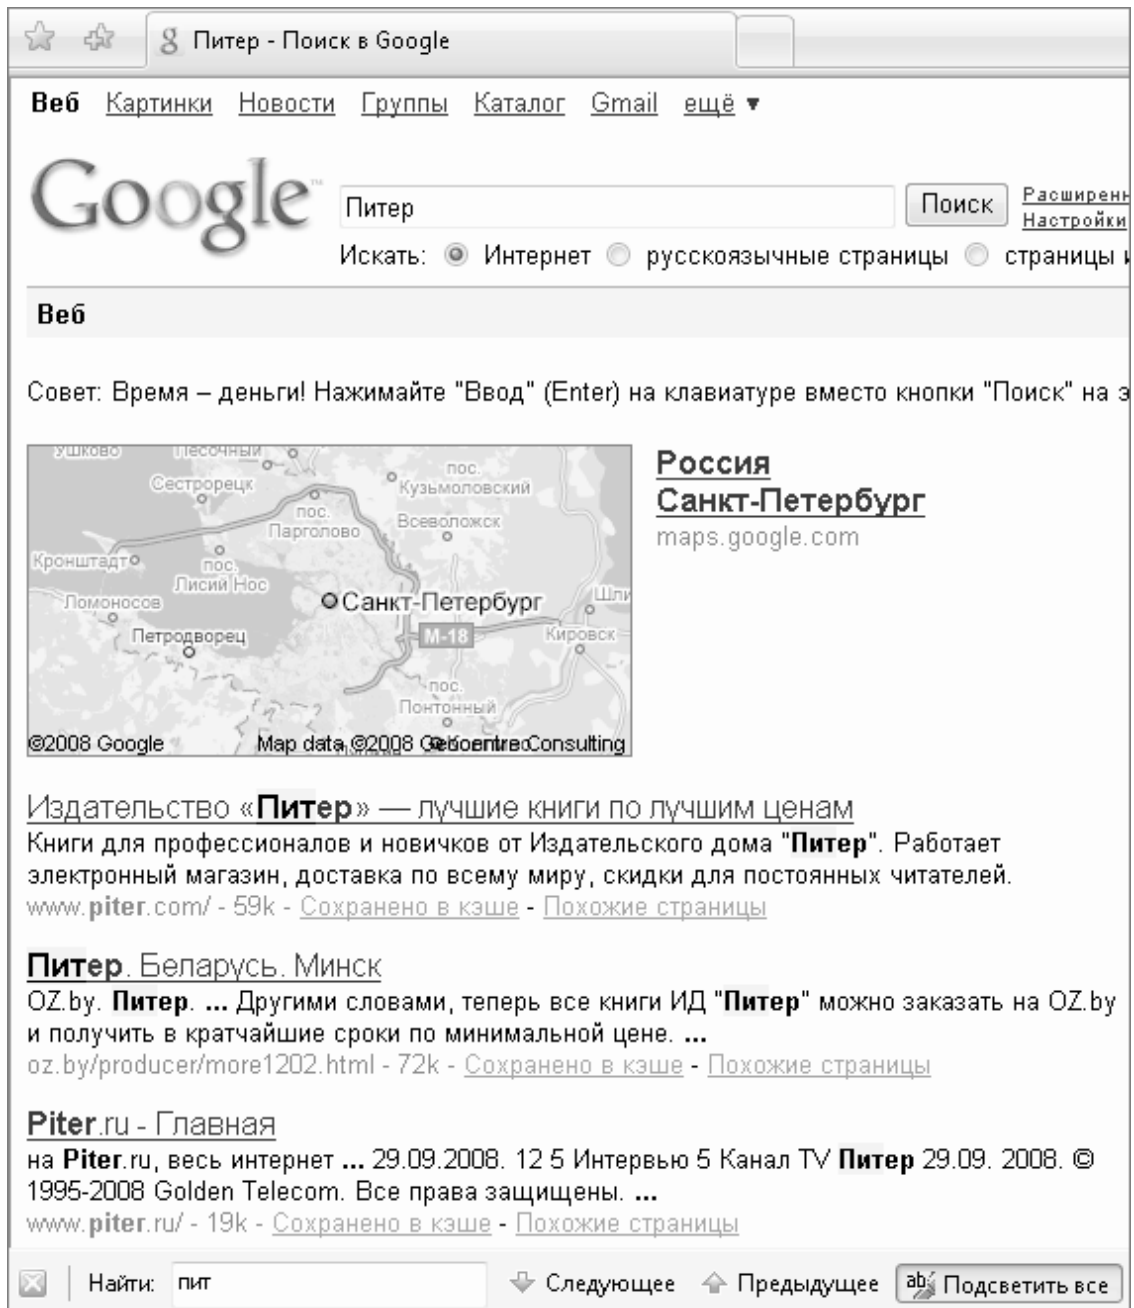 Питер - Поиск в Google
Веб Картинки Новости Группы Каталог Gmail ещё ▼
Google™
Питер
Поиск
Расширенн
Настройки
Искать: Интернет русскоязычные страницы страницы и
Веб
Совет: Время – деньги! Нажимайте "Ввод" (Enter) на клавиатуре вместо кнопки "Поиск" на э
Ушково
Песочный
Сестрорецк
пос.
Кузьмоловский
пос.
Парголово
Всеволожск
Кронштадт
пос.
Лисий Нос
Ломоносов
Санкт-Петербург
Шли
Петродворец
М-18
Кировск
пос.
Понтонный
©2008 Google
Map data ©2008 Geocentre Consulting
Россия
Санкт-Петербург
maps.google.com
Издательство «Питер» — лучшие книги по лучшим ценам
Книги для профессионалов и новичков от Издательского дома "Питер". Работает
электронный магазин, доставка по всему миру, скидки для постоянных читателей.
www.piter.com/ - 59k - Сохранено в кэше - Похожие страницы
Питер. Беларусь. Минск
OZ.by. Питер. ... Другими словами, теперь все книги ИД "Питер" можно заказать на OZ.by
и получить в кратчайшие сроки по минимальной цене. ...
oz.by/producer/more1202.html - 72k - Сохранено в кэше - Похожие страницы
Piter.ru - Главная
на Piter.ru, весь интернет ... 29.09.2008. 12 5 Интервью 5 Канал TV Питер 29.09. 2008. ©
1995-2008 Golden Telecom. Все права защищены. ...
www.piter.ru/ - 19k - Сохранено в кэше - Похожие страницы
Найти: пит Следующее Предыдущее Подсветить все